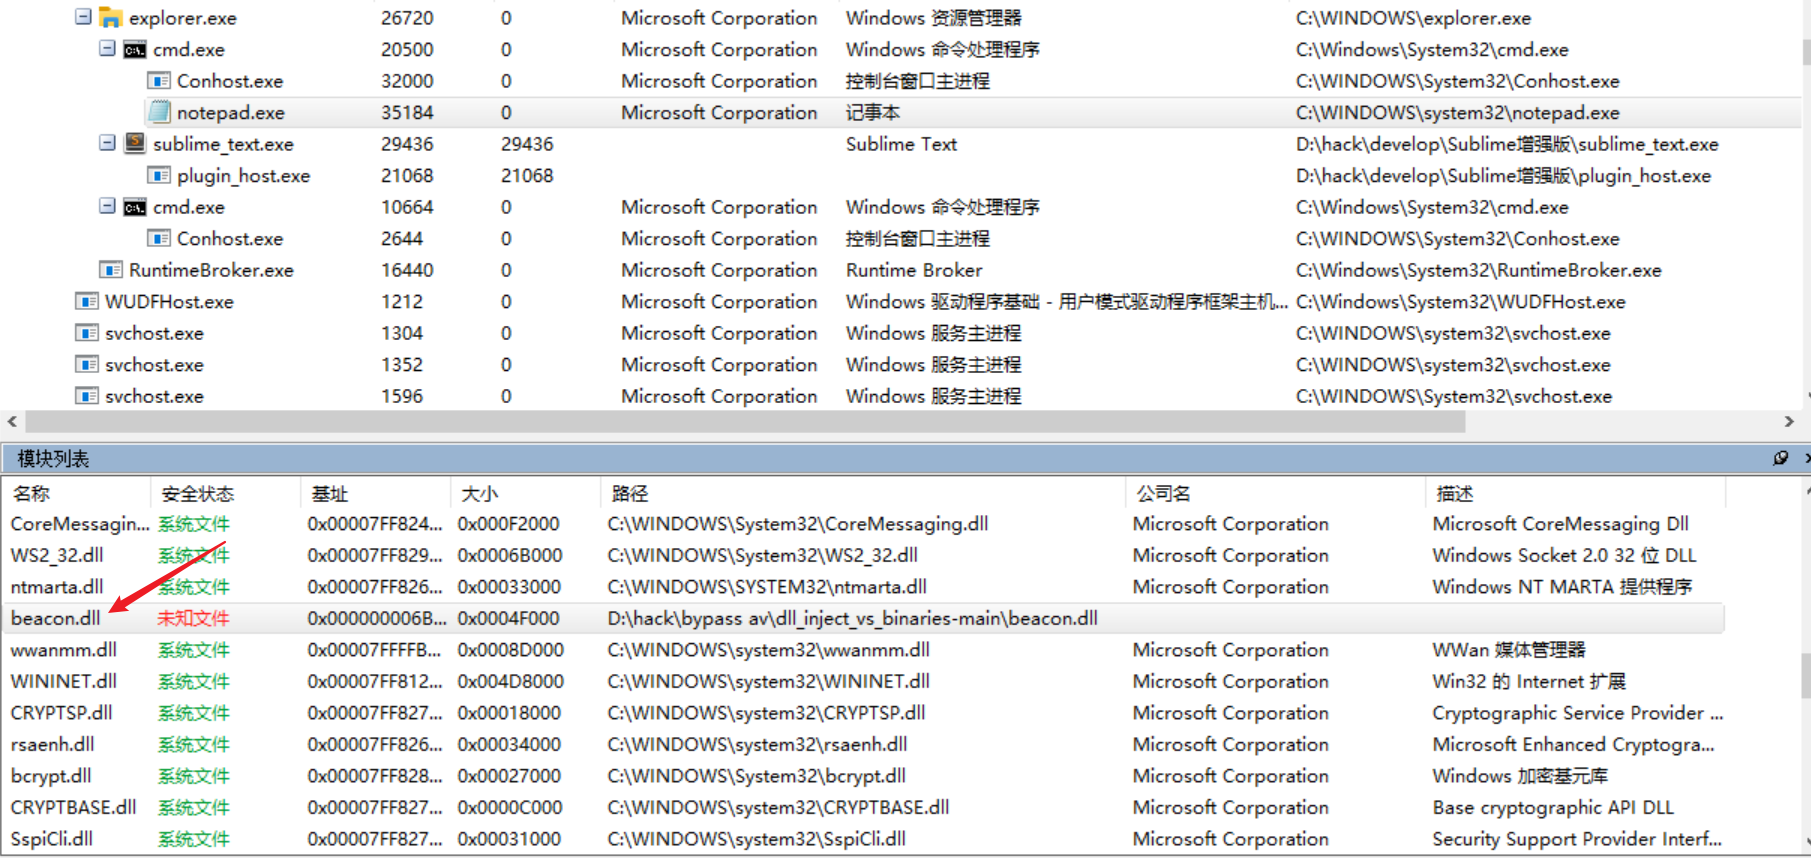 explorer.exe 26720 0 Microsoft Corporation Windows 资源管理器 C:\WINDOWS\explorer.exe
cmd.exe 20500 0 Microsoft Corporation Windows 命令处理程序 C:\Windows\System32\cmd.exe
Conhost.exe 32000 0 Microsoft Corporation 控制台窗口主进程 C:\WINDOWS\System32\Conhost.exe
notepad.exe 35184 0 Microsoft Corporation 记事本 C:\WINDOWS\system32\notepad.exe
sublime_text.exe 29436 29436 Sublime Text D:\hack\develop\Sublime增强版\sublime_text.exe
plugin_host.exe 21068 21068 D:\hack\develop\Sublime增强版\plugin_host.exe
cmd.exe 10664 0 Microsoft Corporation Windows 命令处理程序 C:\Windows\System32\cmd.exe
Conhost.exe 2644 0 Microsoft Corporation 控制台窗口主进程 C:\WINDOWS\System32\Conhost.exe
RuntimeBroker.exe 16440 0 Microsoft Corporation Runtime Broker C:\Windows\System32\RuntimeBroker.exe
WUDFHost.exe 1212 0 Microsoft Corporation Windows 驱动程序基础 - 用户模式驱动程序框架主机... C:\Windows\System32\WUDFHost.exe
svchost.exe 1304 0 Microsoft Corporation Windows 服务主进程 C:\WINDOWS\system32\svchost.exe
svchost.exe 1352 0 Microsoft Corporation Windows 服务主进程 C:\WINDOWS\system32\svchost.exe
svchost.exe 1596 0 Microsoft Corporation Windows 服务主进程 C:\WINDOWS\System32\svchost.exe
模块列表
名称 安全状态 基址 大小 路径 公司名 描述
CoreMessagin... 系统文件 0x00007FF824... 0x000F2000 C:\WINDOWS\System32\CoreMessaging.dll Microsoft Corporation Microsoft CoreMessaging Dll
WS2_32.dll 系统文件 0x00007FF829... 0x0006B000 C:\WINDOWS\System32\WS2_32.dll Microsoft Corporation Windows Socket 2.0 32 位 DLL
ntmarta.dll 系统文件 0x00007FF826... 0x00033000 C:\WINDOWS\SYSTEM32\ntmarta.dll Microsoft Corporation Windows NT MARTA 提供程序
beacon.dll 未知文件 0x000000006B... 0x0004F000 D:\hack\bypass av\dll_inject_vs_binaries-main\beacon.dll
wwanmm.dll 系统文件 0x00007FFFFB... 0x0008D000 C:\WINDOWS\system32\wwanmm.dll Microsoft Corporation WWan 媒体管理器
WININET.dll 系统文件 0x00007FF812... 0x004D8000 C:\WINDOWS\system32\WININET.dll Microsoft Corporation Win32 的 Internet 扩展
CRYPTSP.dll 系统文件 0x00007FF827... 0x00018000 C:\WINDOWS\system32\CRYPTSP.dll Microsoft Corporation Cryptographic Service Provider ...
rsaenh.dll 系统文件 0x00007FF826... 0x00034000 C:\WINDOWS\system32\rsaenh.dll Microsoft Corporation Microsoft Enhanced Cryptogra...
bcrypt.dll 系统文件 0x00007FF828... 0x00027000 C:\WINDOWS\System32\bcrypt.dll Microsoft Corporation Windows 加密基元库
CRYPTBASE.dll 系统文件 0x00007FF827... 0x0000C000 C:\WINDOWS\system32\CRYPTBASE.dll Microsoft Corporation Base cryptographic API DLL
SspiCli.dll 系统文件 0x00007FF827... 0x00031000 C:\WINDOWS\system32\SspiCli.dll Microsoft Corporation Security Support Provider Interf...